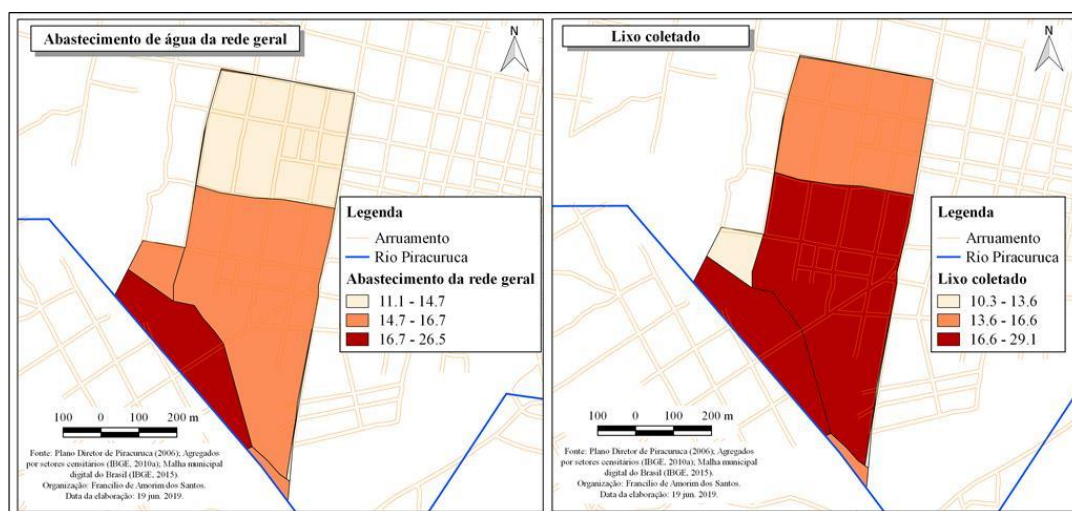 Abastecimento de água da rede geral
N
Legenda
Arruamento
Rio Piracuruca
Abastecimento da rede geral
11.1 - 14.7
14.7 - 16.7
16.7 - 26.5
100 0 100 200 m
Fonte: Plano Diretor de Piracuruca (2006); Agregados
por setores censitários (IBGE, 2010a); Malha municipal
digital do Brasil (IBGE, 2015).
Organização: Francílio de Amorim dos Santos.
Data da elaboração: 19 jun. 2019.
Lixo coletado
N
Legenda
Arruamento
Rio Piracuruca
Lixo coletado
10.3 - 13.6
13.6 - 16.6
16.6 - 29.1
100 0 100 200 m
Fonte: Plano Diretor de Piracuruca (2006); Agregados
por setores censitários (IBGE, 2010a); Malha municipal
digital do Brasil (IBGE, 2015).
Organização: Francílio de Amorim dos Santos.
Data da elaboração: 19 jun. 2019.